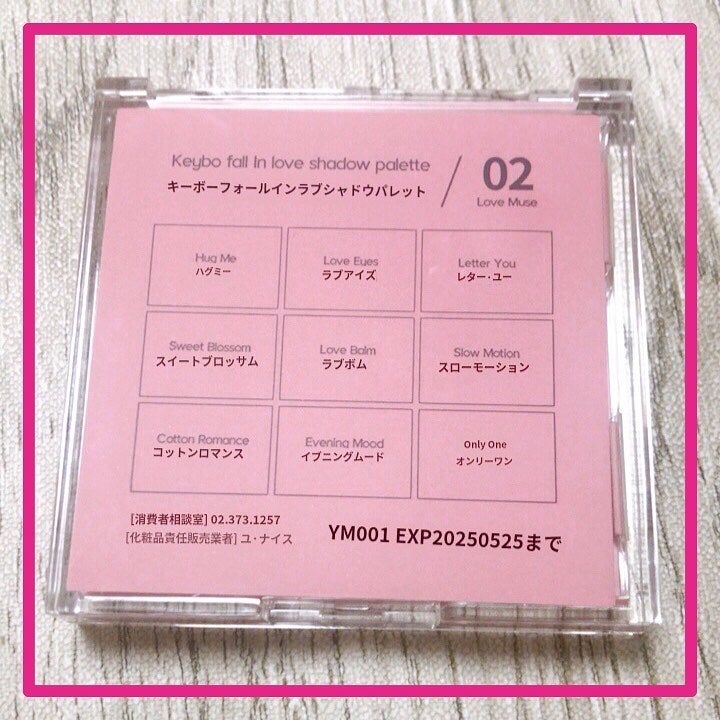 Keybo fall In love shadow palette
キーボーフォールインラブシャドウパレット
02
Love Muse
Hug Me
ハグミー
Love Eyes
ラブアイズ
Letter You
レター・ユー
Sweet Blossom
スイートブロッサム
Love Balm
ラブボム
Slow Motion
スローモーション
Cotton Romance
コットンロマンス
Evening Mood
イブニングムード
Only One
オンリーワン
[消費者相談室] 02.373.1257
[化粧品責任販売業者] ユ・ナイス
YM001 EXP20250525まで